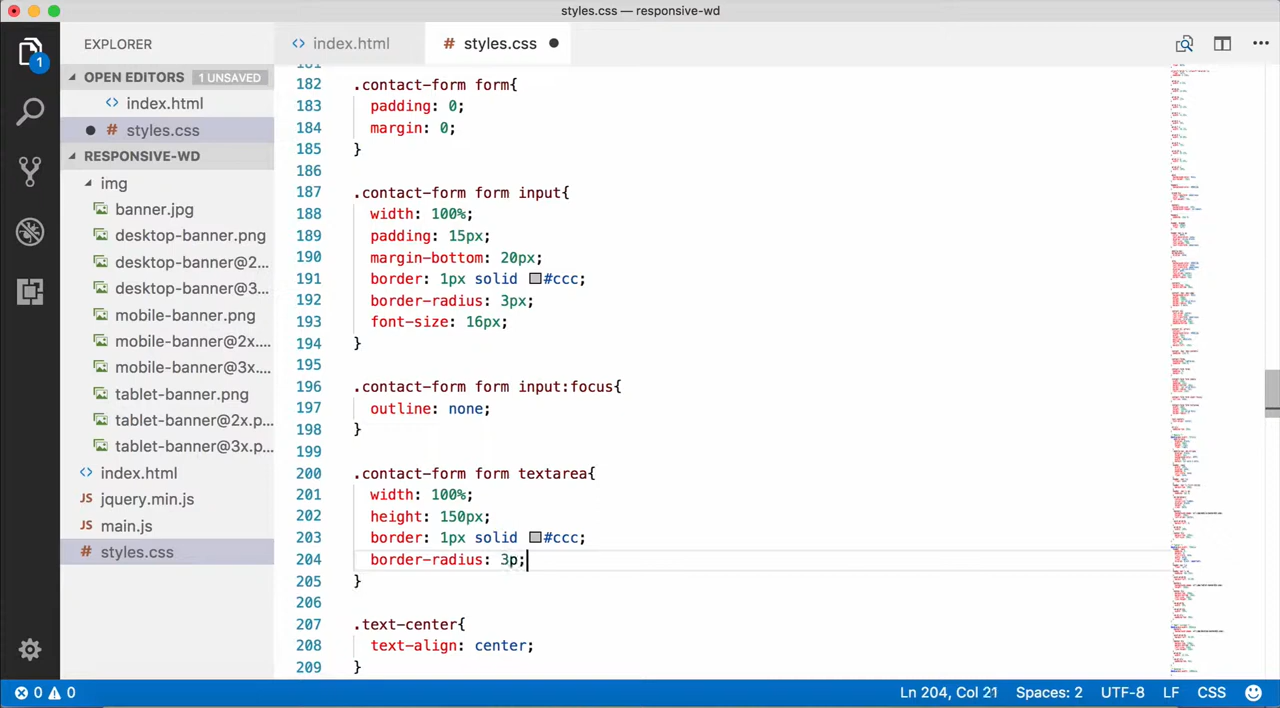 styles.css — responsive-wd
EXPLORER
<> index.html
# styles.css
OPEN EDITORS 1 UNSAVED
<> index.html
# styles.css
RESPONSIVE-WD
img
banner.jpg
desktop-banner.png
desktop-banner@2...
desktop-banner@3...
mobile-banner.png
mobile-banner@2x....
mobile-banner@3x....
tablet-banner.png
tablet-banner@2x.p...
tablet-banner@3x.p...
<> index.html
JS jquery.min.js
JS main.js
# styles.css
1
181
182 .contact-form form{
183 padding: 0;
184 margin: 0;
185 }
186
187 .contact-form form input{
188 width: 100%;
189 padding: 15px;
190 margin-bottom: 20px;
191 border: 1px solid #ccc;
192 border-radius: 3px;
193 font-size: 16px;
194 }
195
196 .contact-form form input:focus{
197 outline: none;
198 }
199
200 .contact-form form textarea{
201 width: 100%;
202 height: 150px;
203 border: 1px solid #ccc;
204 border-radius: 3p;
205 }
206
207 .text-center{
208 text-align: center;
209 }
0 0
Ln 204, Col 21 Spaces: 2 UTF-8 LF CSS